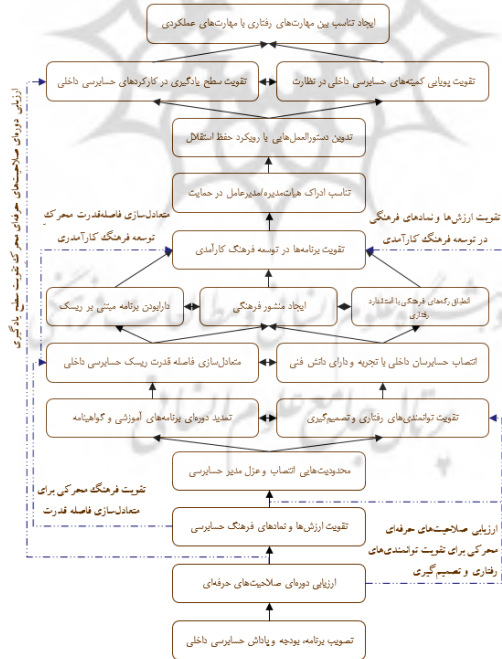 ایجاد تناسب بین مهارت‌های رفتاری با مهارت‌های عملکردی
تقویت پویایی کمیته‌های حسابرسی داخلی در نظارت
تقویت سطح یادگیری در کارکردهای حسابرسی داخلی
تدوین دستورالعمل‌هایی با رویکرد حفظ استقلال
تناسب ادراک هیات‌مدیره/مدیرعامل در حمایت
تقویت ارزش‌ها و نمادهای فرهنگی
در توسعه فرهنگ کارآمدی
متعادل‌سازی فاصله‌قدرت محرک
توسعه فرهنگ کارآمدری
تقویت برنامه‌ها در توسعه فرهنگ کارآمدی
انطباق رگه‌های فرهنگی با استندارد
رفتاری
ایجاد منشور فرهنگی
دارابودن برنامه مبتنی بر ریسک
انتصاب حسابرسان داخلی با تجربه و دارای دانش فنی
متعادل‌سازی فاصله قدرت ریسک حسابرسی داخلی
تقویت توانمندی‌های رفتاری و تصمیم‌گیری
تمدید دوره‌ای برنامه‌های آموزشی و گواهینامه
محدودیت‌هایی انتصاب و عزل مدیر حسابرسی
تقویت فرهنگ محرکی برای
متعادل‌سازی فاصله قدرت
تقویت ارزش‌ها و نمادهای فرهنگ حسابرسی
ارزیابی صلاحیت‌های حرفه‌ای
محرکی برای تقویت توانمندی‌های
رفتاری و تصمیم‌گیری
ارزیابی دوره‌ای صلاحیت‌های حرفه‌ای
تصویب برنامه، بودجه و پاداش حسابرسی داخلی
ارزیابی دوره‌ای صلاحیت‌های حرفه‌ای محرک تقویت سطح یادگیری